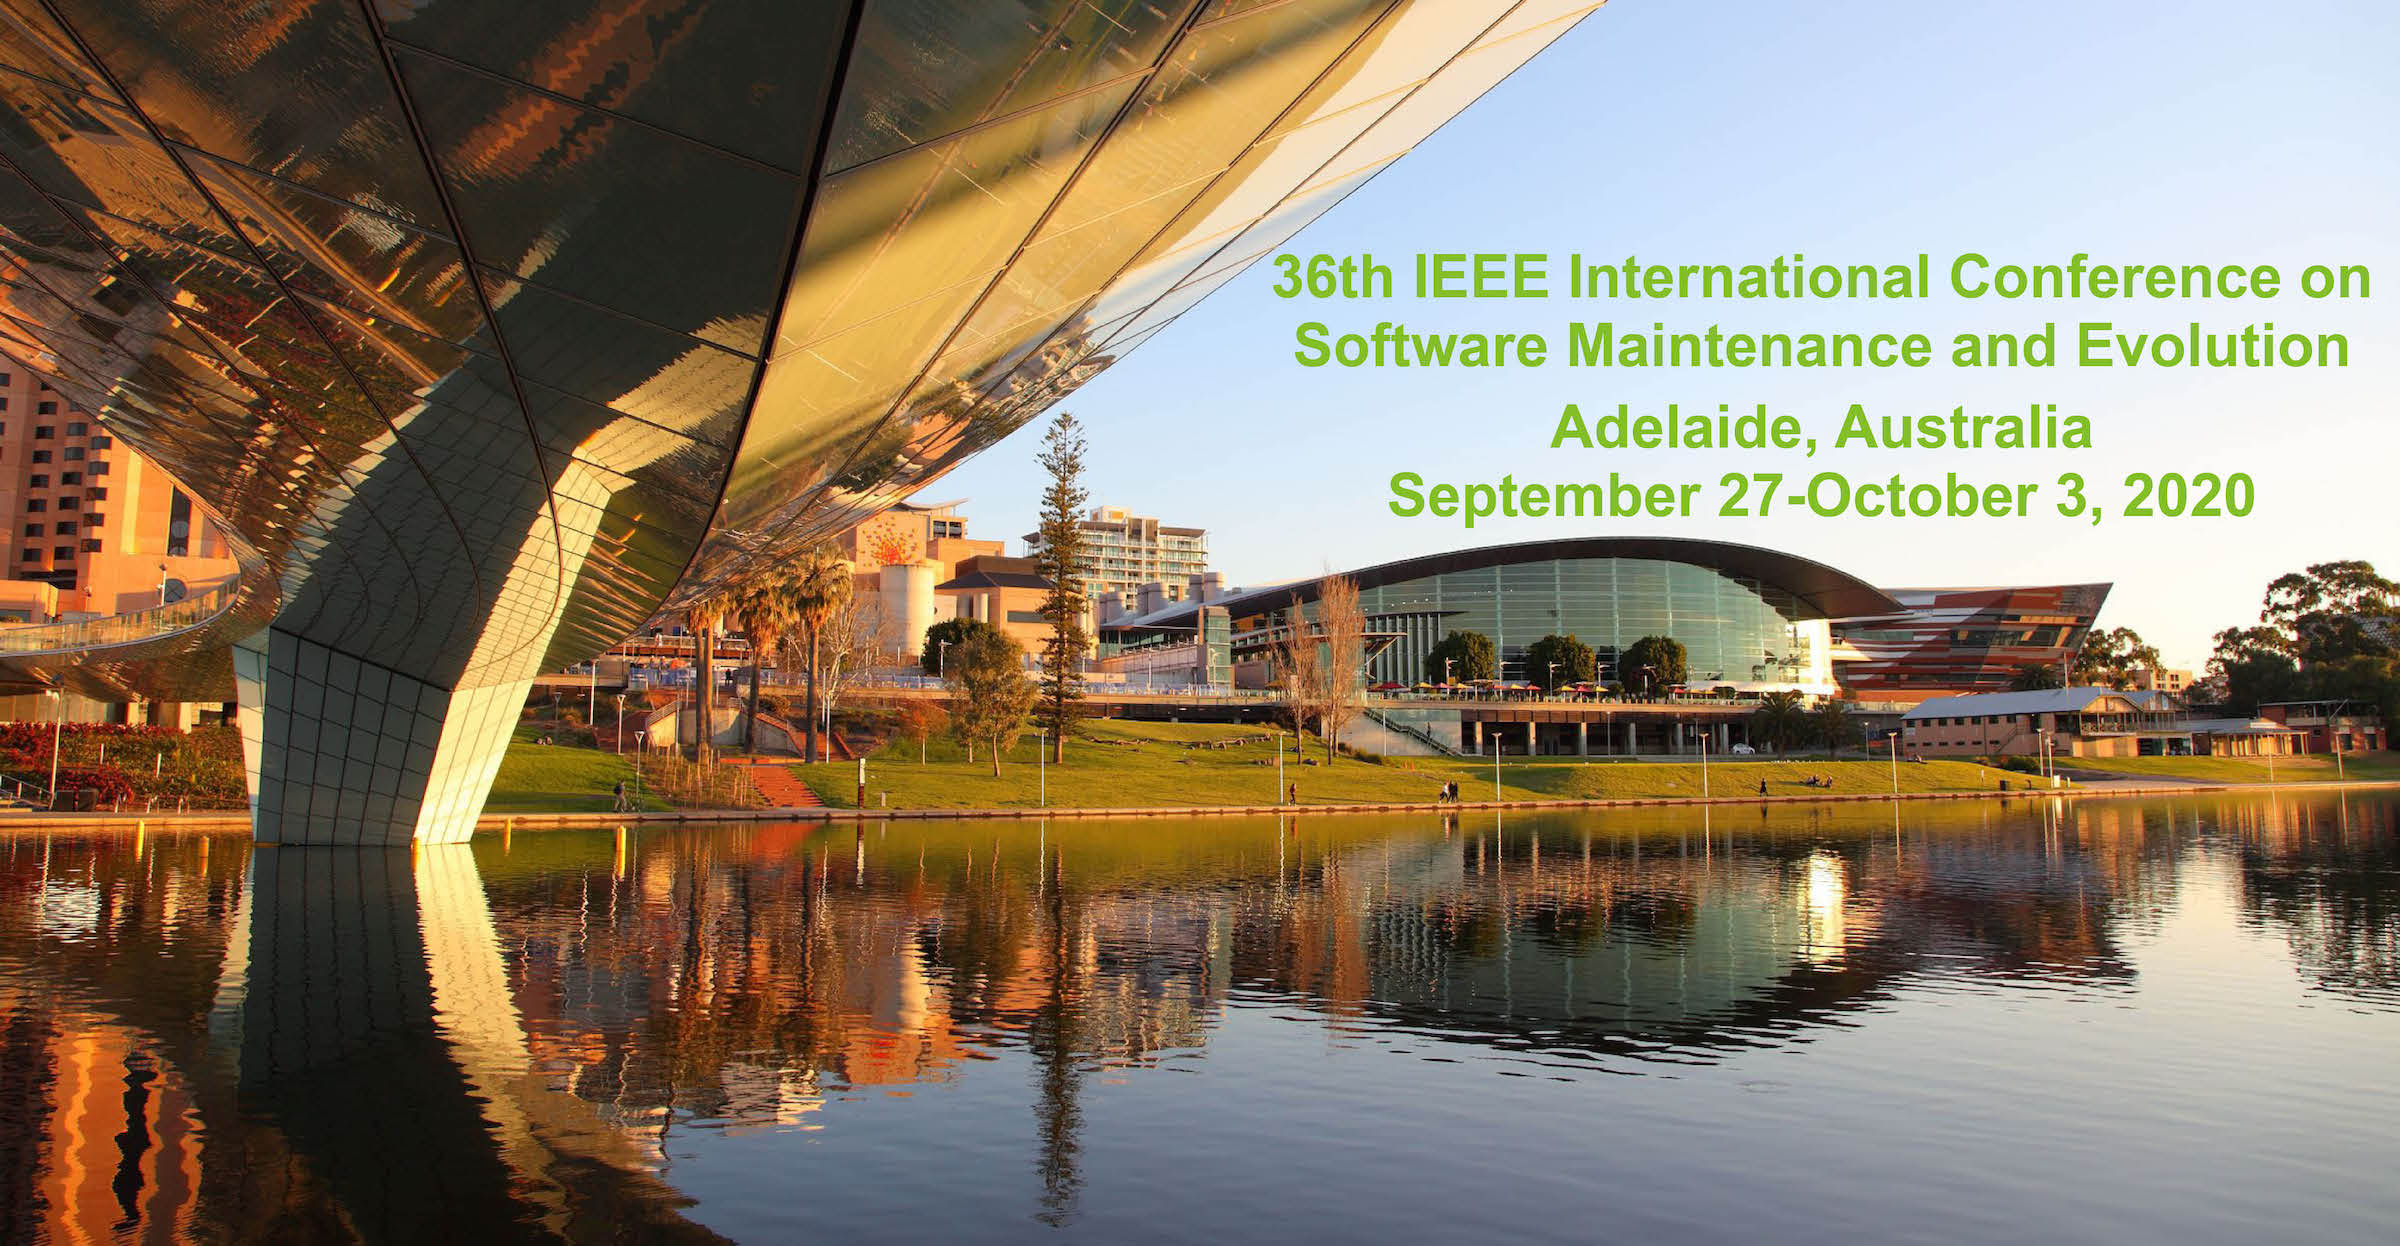 36th IEEE International Conference on
Software Maintenance and Evolution
Adelaide, Australia
September 27-October 3, 2020